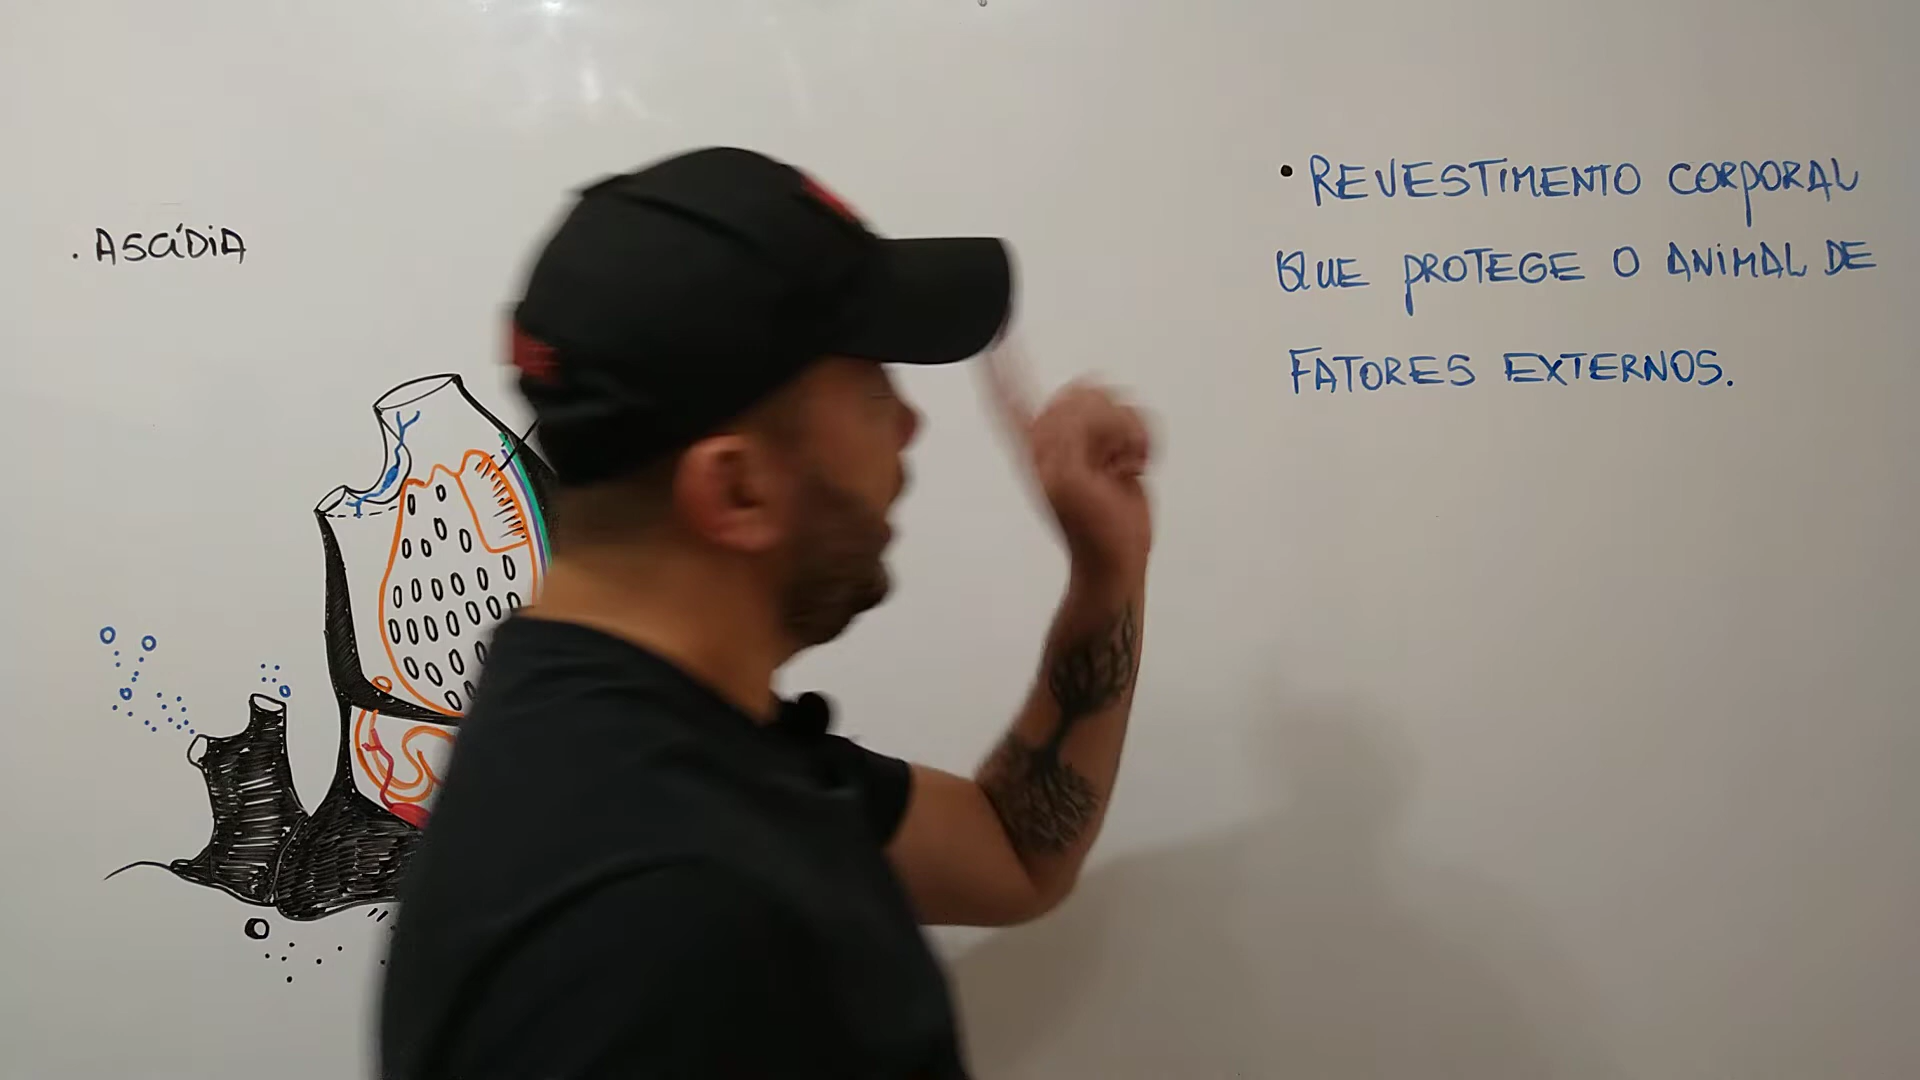 . ASCÍDIA
• REVESTIMENTO CORPORAL
QUE PROTEGE O ANIMAL DE
FATORES EXTERNOS.